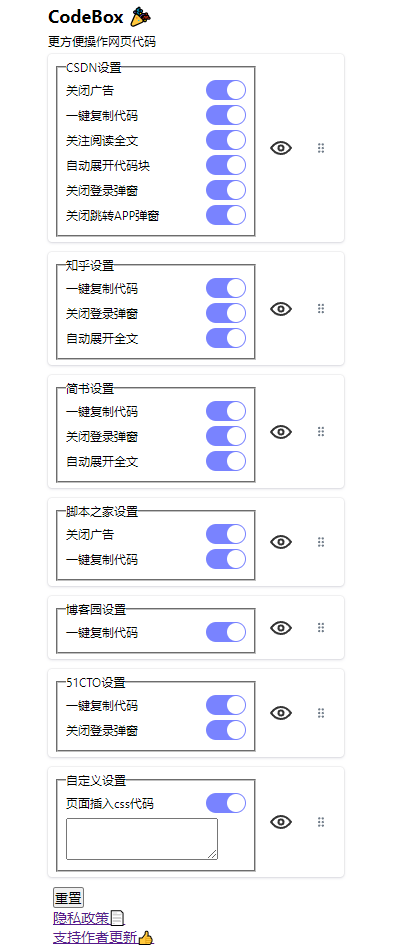 CodeBox 🎉
更方便操作网页代码
CSDN设置
关闭广告
一键复制代码
关注阅读全文
自动展开代码块
关闭登录弹窗
关闭跳转APP弹窗
知乎设置
一键复制代码
关闭登录弹窗
自动展开全文
简书设置
一键复制代码
关闭登录弹窗
自动展开全文
脚本之家设置
关闭广告
一键复制代码
博客园设置
一键复制代码
51CTO设置
一键复制代码
关闭登录弹窗
自定义设置
页面插入css代码
重置
隐私政策📄
支持作者更新👍